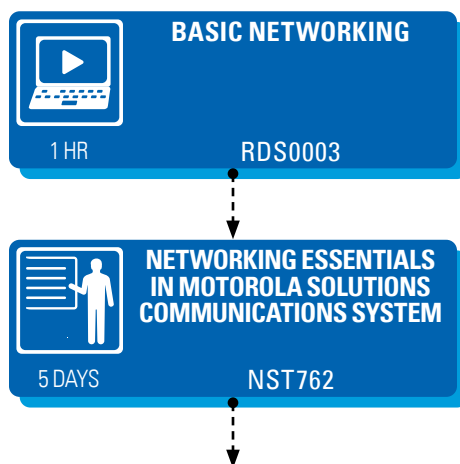 BASIC NETWORKING
1 HR
RDS0003
NETWORKING ESSENTIALS
IN MOTOROLA SOLUTIONS
COMMUNICATIONS SYSTEM
5 DAYS
NST762